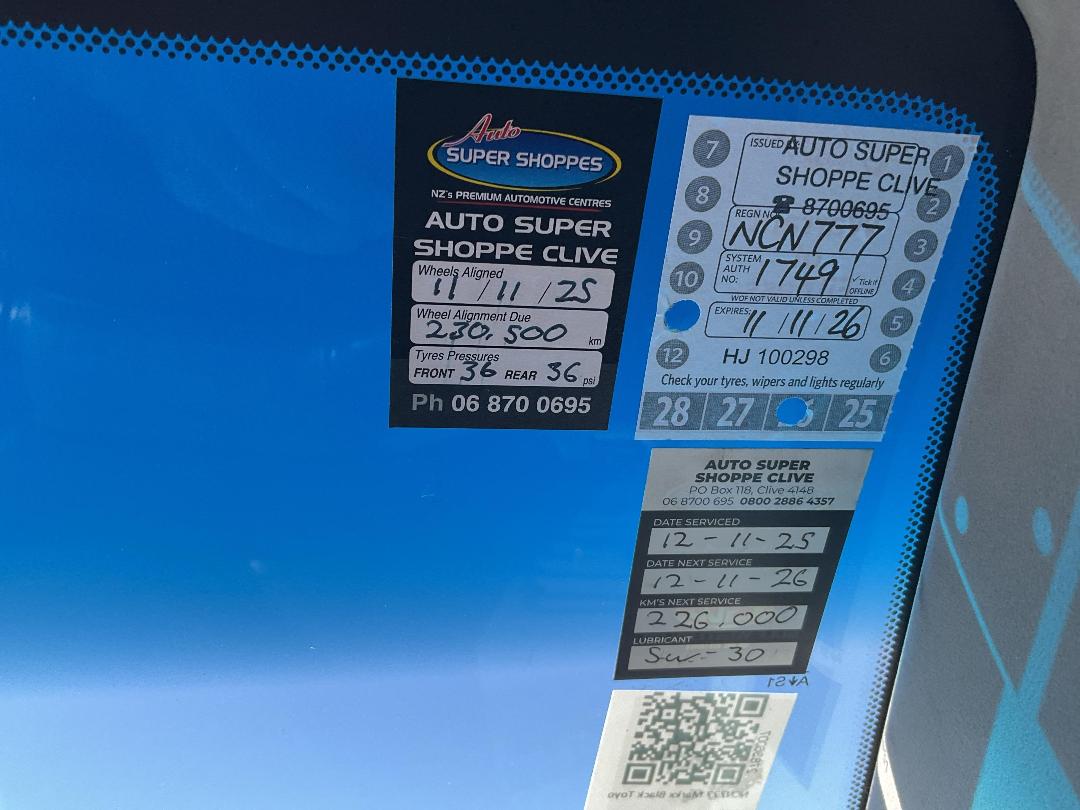 Auto
SUPER SHOPPES
NZ's PREMIUM AUTOMOTIVE CENTRES
AUTO SUPER
SHOPPE CLIVE
Wheels Aligned
11 / 11 / 25
Wheel Alignment Due
230,500 km
Tyres Pressures
FRONT 36 REAR 36 psi
Ph 06 870 0695
7 1
8 2
9 3
10 4
5
12 6
ISSUED AUTO SUPER
SHOPPE CLIVE
☎ 8700695
REGN NO
NCN777
SYSTEM
AUTH
NO: 1749
✓ Tick if
OFFLINE
WOF NOT VALID UNLESS COMPLETED
EXPIRES: 11 / 11 / 26
HJ 100298
Check your tyres, wipers and lights regularly
28 27 25
AUTO SUPER
SHOPPE CLIVE
PO Box 118, Clive 4148
06 8700 695 0800 2886 4357
DATE SERVICED
12 - 11 - 25
DATE NEXT SERVICE
12 - 11 - 26
KM'S NEXT SERVICE
226,000
LUBRICANT
5w - 30